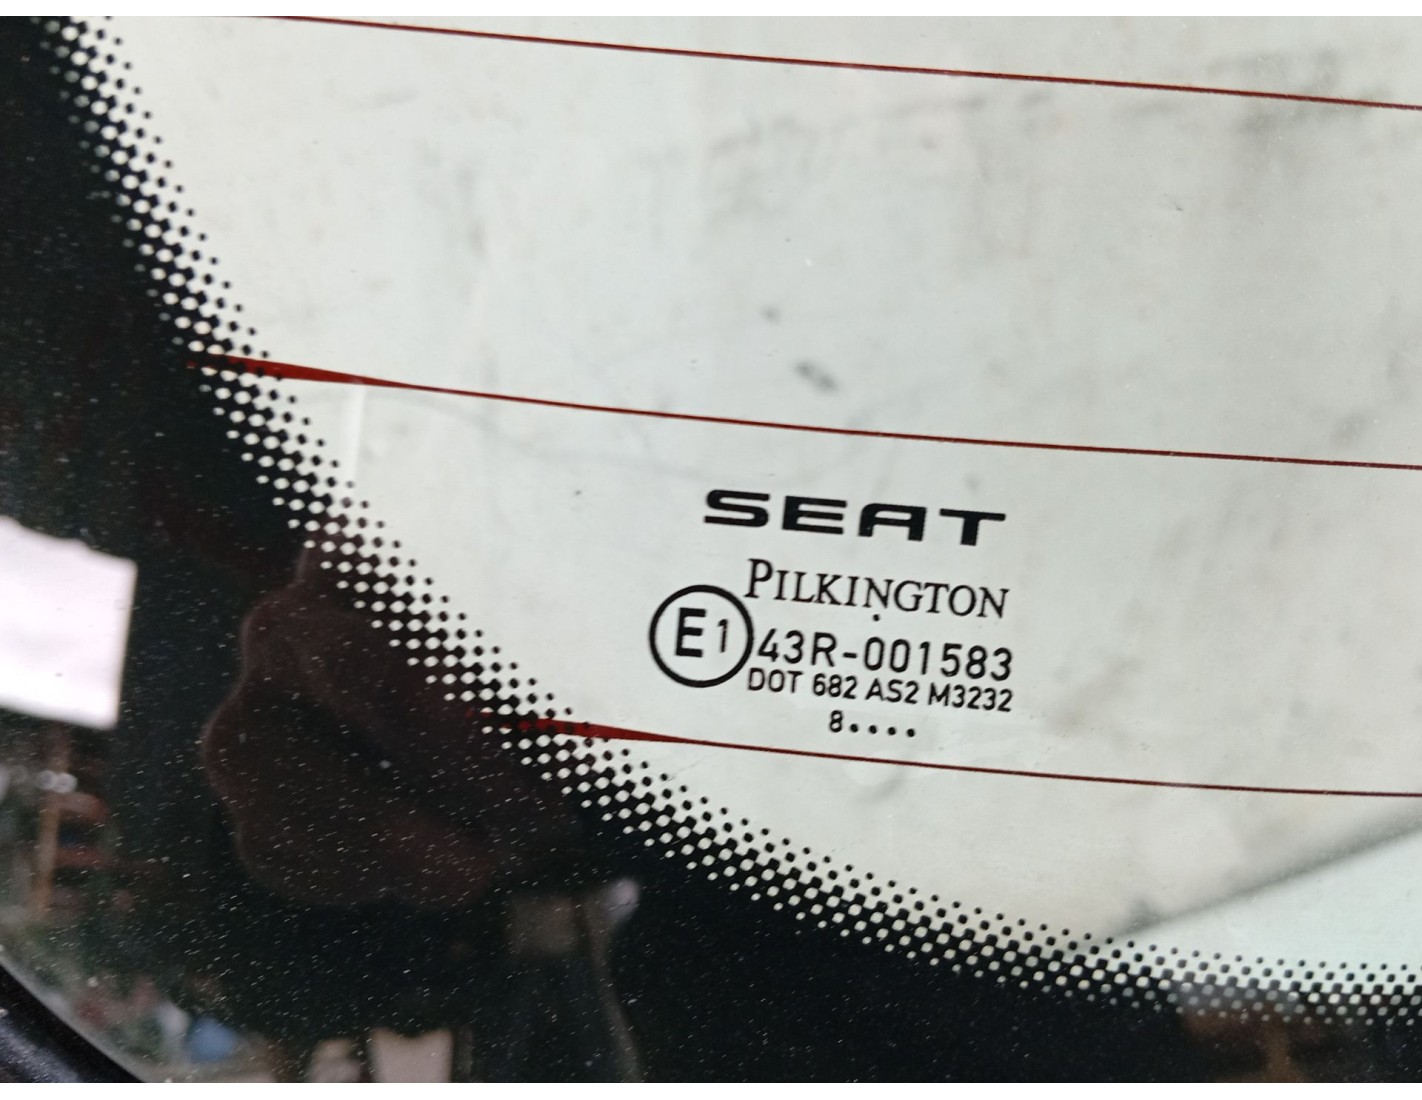 SEAT
PILKINGTON
E1 43R-001583
DOT 682 AS2 M3232
8....